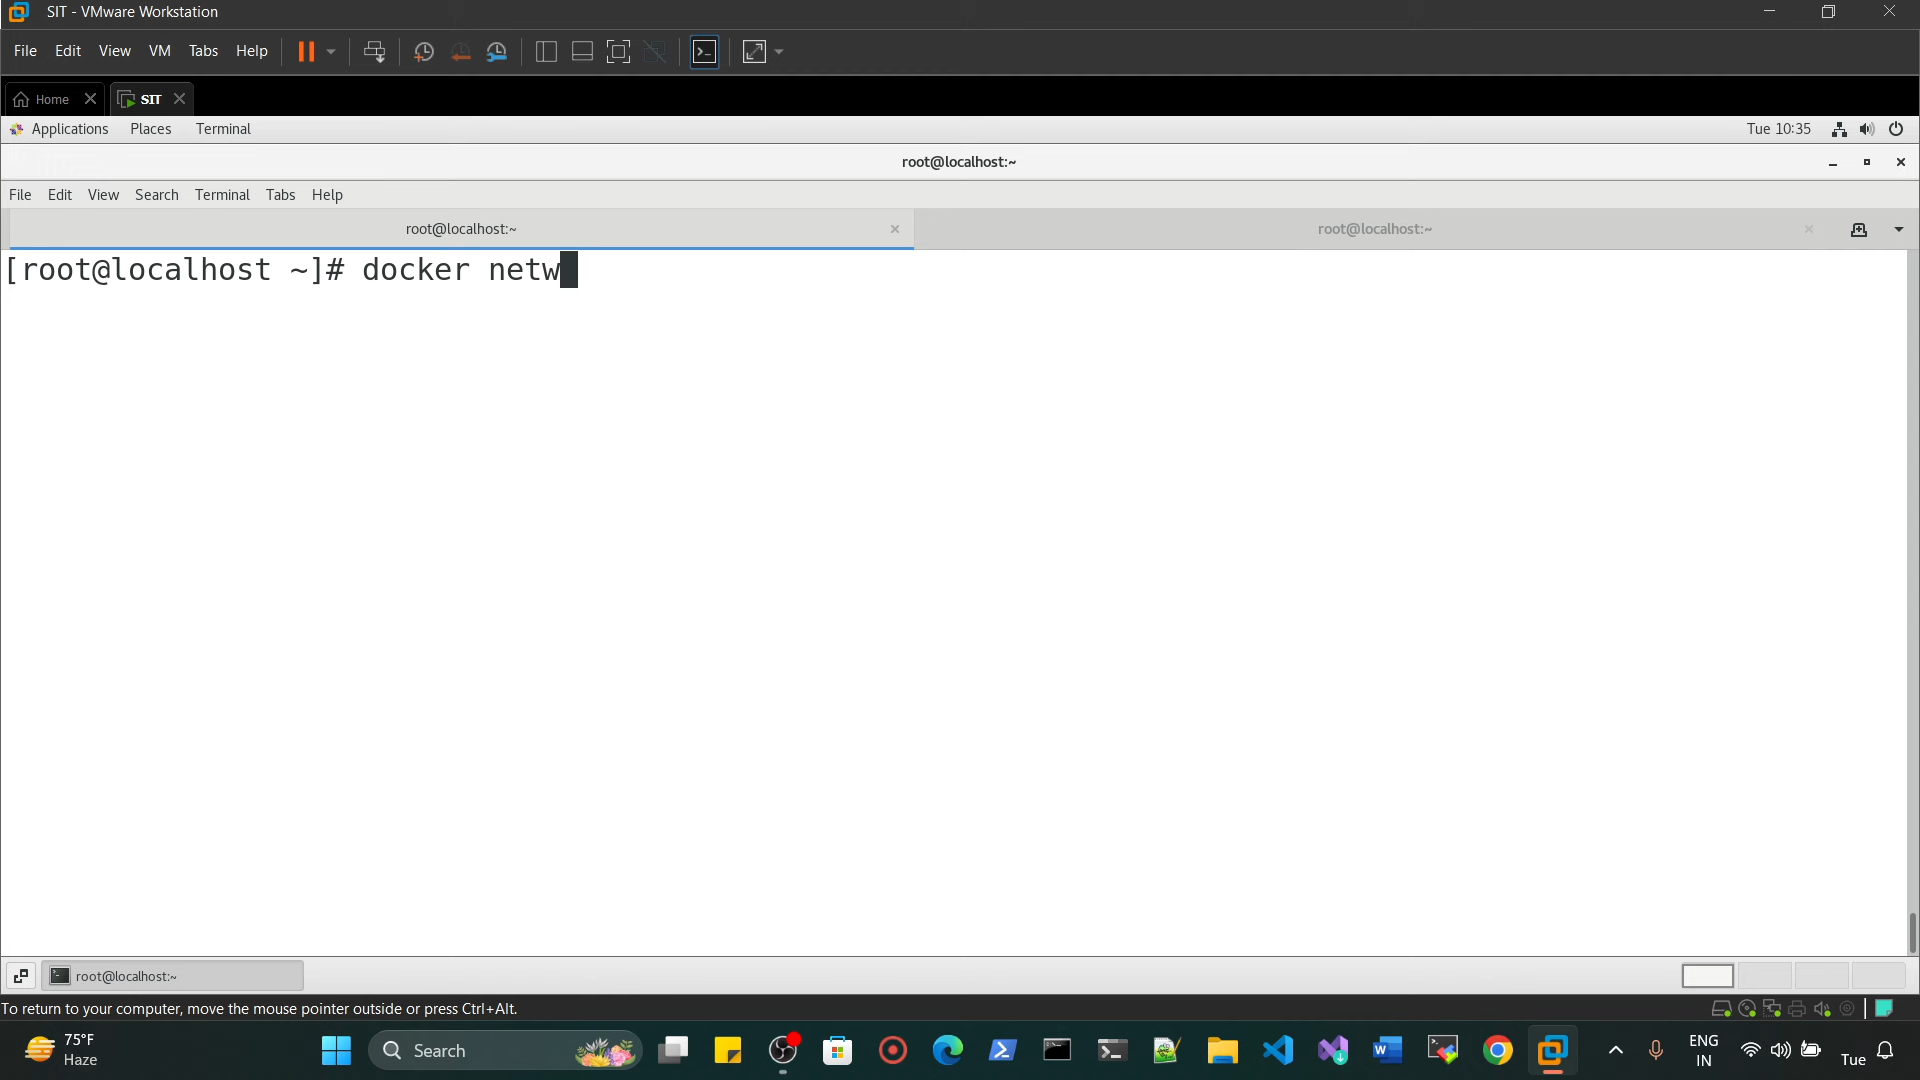 SIT - VMware Workstation
File Edit View VM Tabs Help
Home SIT
Applications Places Terminal Tue 10:35
root@localhost:~
File Edit View Search Terminal Tabs Help
root@localhost:~ root@localhost:~
[root@localhost ~]# docker netw
root@localhost:~
To return to your computer, move the mouse pointer outside or press Ctrl+Alt.
75°F
Haze
Search
ENG
IN
Tue